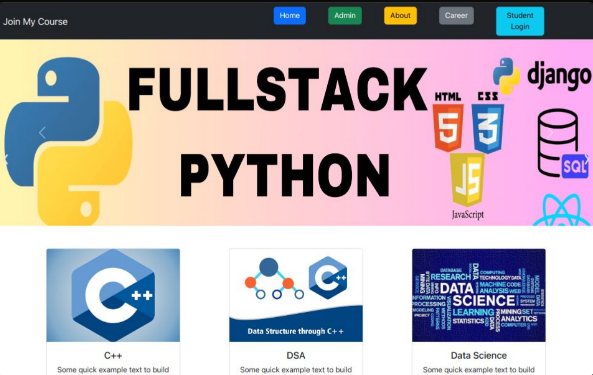 Join My Course
Home
Admin
About
Career
Student
Login
FULLSTACK
PYTHON
HTML
CSS
5
3
JS
JavaScript
django
SQL
C++
C++
Data Structure through C++
DATABASE
RESEARCH
COMPUTING
TECHNOLOGY DATA
MINING
DATA
MACHINE CODE
ANALYSIS WEB
INFORMATION
PROCESSING
SCIENCE
MODELING
LEARNING
MINING SET
STATISTICS
ANALYTICS
COMPUTER
C++
DSA
Data Science
Some quick example text to build
Some quick example text to build
Some quick example text to build